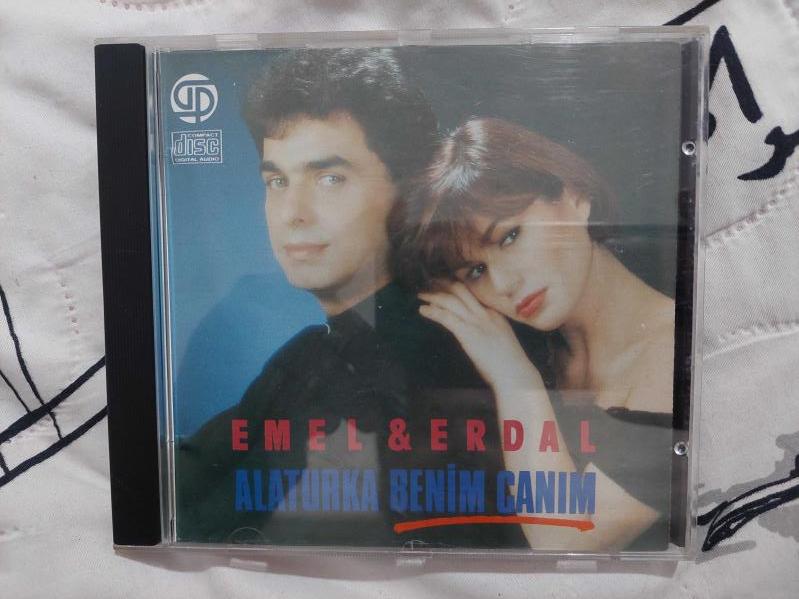 COMPACT
disc
DIGITAL AUDIO
EMEL & ERDAL
ALATURKA BENİM CANIM